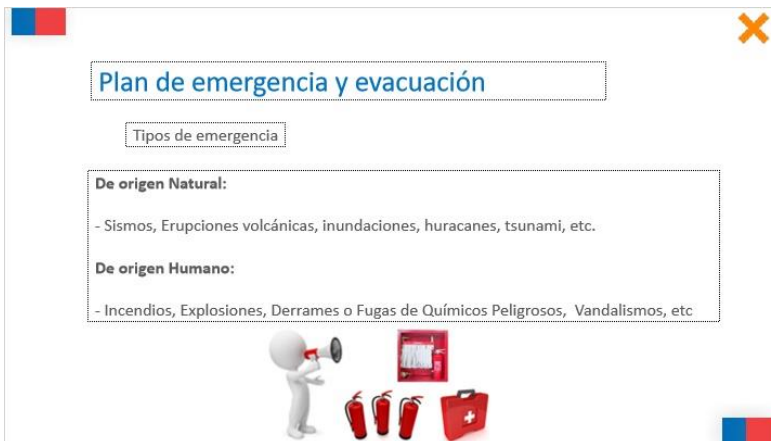 Plan de emergencia y evacuación
Tipos de emergencia
De origen Natural:
- Sismos, Erupciones volcánicas, inundaciones, huracanes, tsunami, etc.
De origen Humano:
- Incendios, Explosiones, Derrames o Fugas de Químicos Peligrosos,  Vandalismos, etc